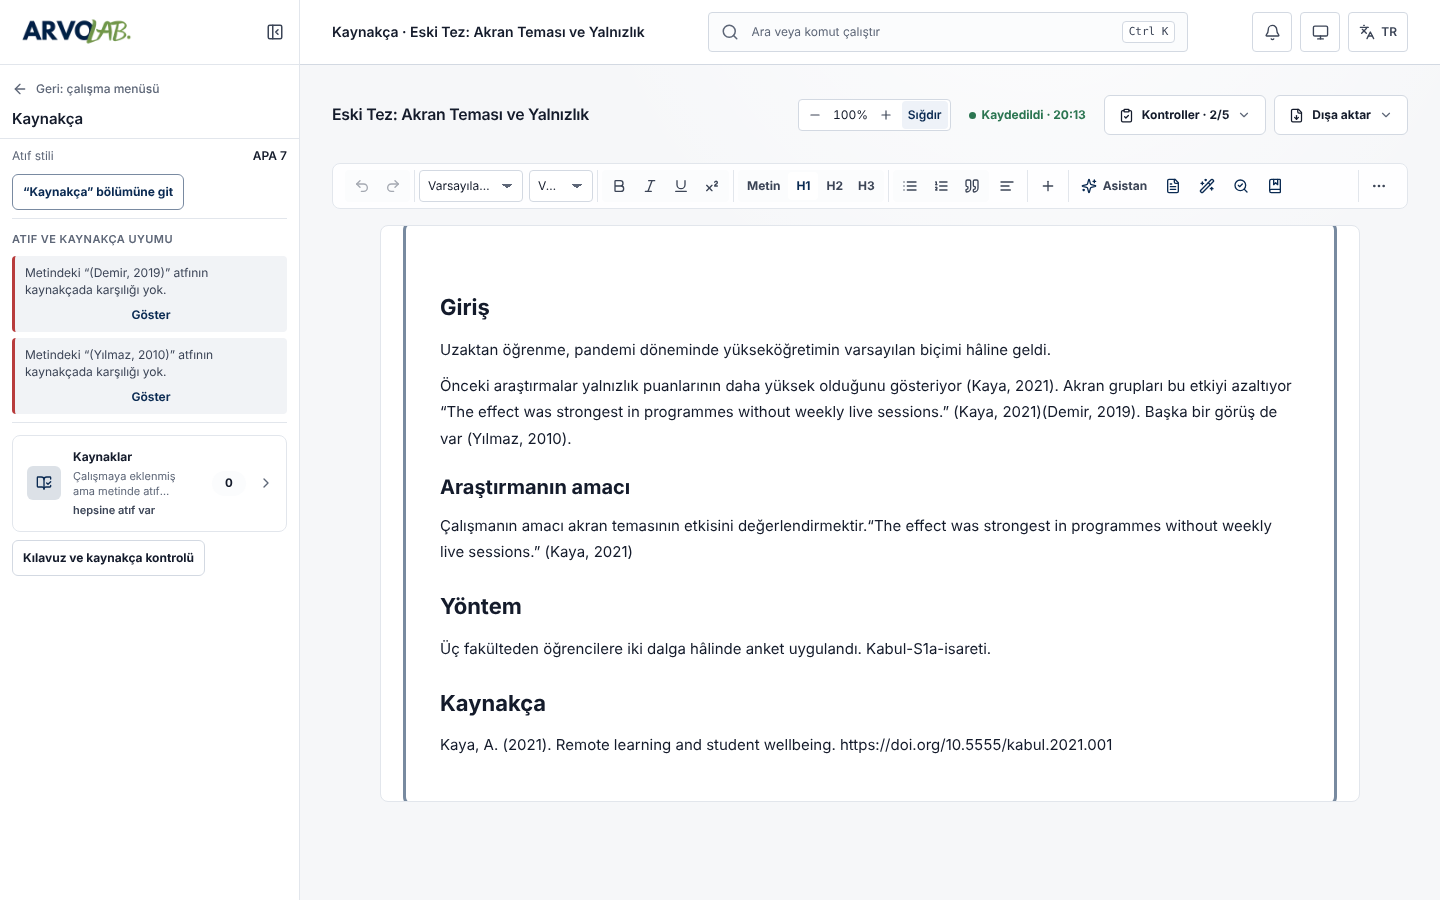 ARVOLAB.
Kaynakça · Eski Tez: Akran Teması ve Yalnızlık
Ara veya komut çalıştır
Ctrl K
TR
Geri: çalışma menüsü
Kaynakça
Atıf stili
APA 7
“Kaynakça” bölümüne git
ATIF VE KAYNAKÇA UYUMU
Metindeki “(Demir, 2019)” atfının
kaynakçada karşılığı yok.
Göster
Metindeki “(Yılmaz, 2010)” atfının
kaynakçada karşılığı yok.
Göster
Kaynaklar
Çalışmaya eklenmiş
ama metinde atıf...
hepsine atıf var
0
Kılavuz ve kaynakça kontrolü
Eski Tez: Akran Teması ve Yalnızlık
100%
Sığdır
Kaydedildi · 20:13
Kontroller · 2/5
Dışa aktar
Varsayıla...
V...
B
I
U
x²
Metin
H1
H2
H3
Asistan
Giriş
Uzaktan öğrenme, pandemi döneminde yükseköğretimin varsayılan biçimi hâline geldi.
Önceki araştırmalar yalnızlık puanlarının daha yüksek olduğunu gösteriyor (Kaya, 2021). Akran grupları bu etkiyi azaltıyor
“The effect was strongest in programmes without weekly live sessions.” (Kaya, 2021)(Demir, 2019). Başka bir görüş de
var (Yılmaz, 2010).
Araştırmanın amacı
Çalışmanın amacı akran temasının etkisini değerlendirmektir.“The effect was strongest in programmes without weekly
live sessions.” (Kaya, 2021)
Yöntem
Üç fakülteden öğrencilere iki dalga hâlinde anket uygulandı. Kabul-S1a-isareti.
Kaynakça
Kaya, A. (2021). Remote learning and student wellbeing. https://doi.org/10.5555/kabul.2021.001